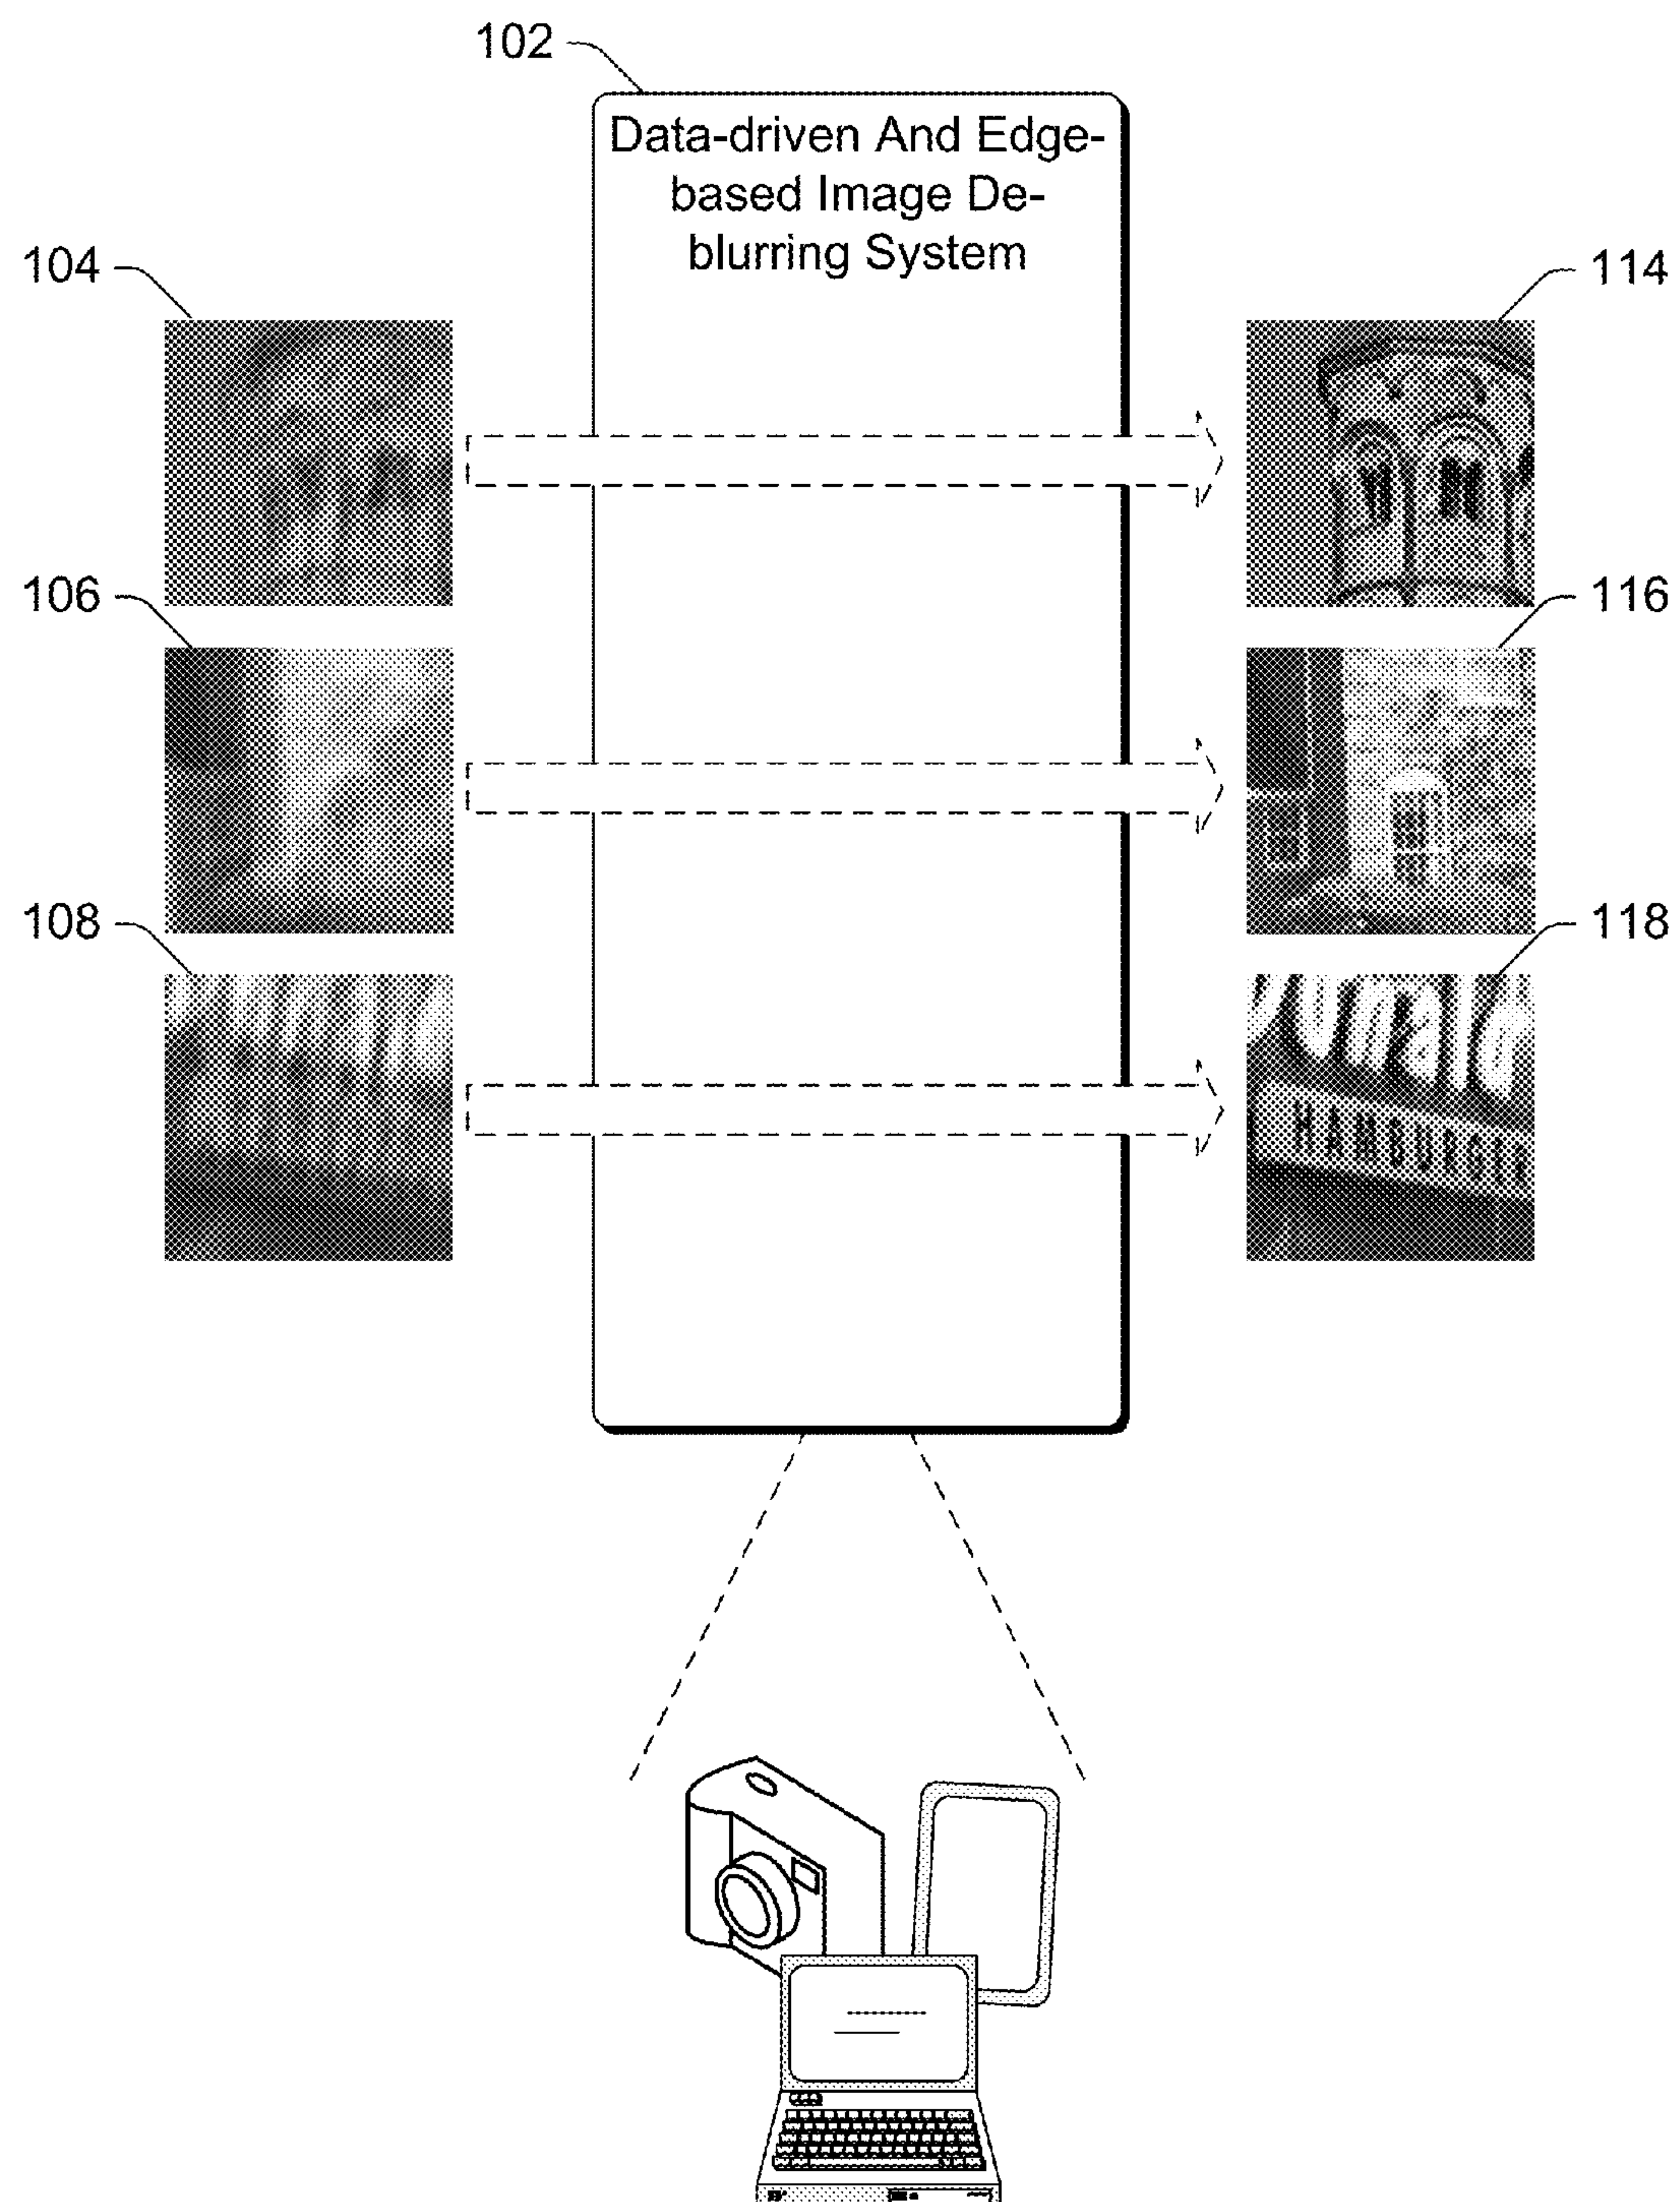 102
Data-driven And Edge-
based Image De-
blurring System
104
114
106
116
108
118
HAMBURGER